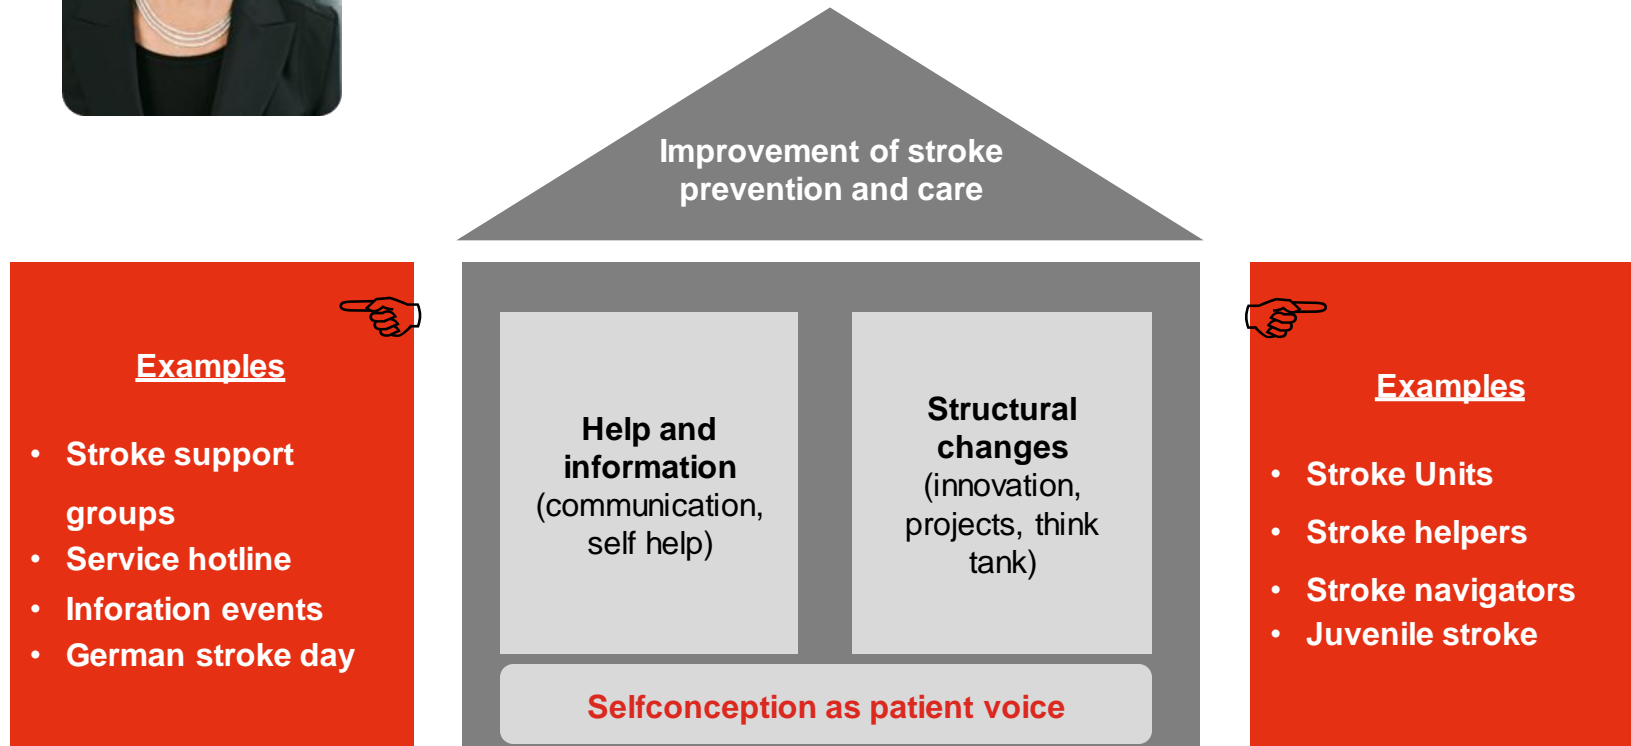 Improvement of stroke
prevention and care
Examples
• Stroke support
groups
• Service hotline
• Inforation events
• German stroke day
Help and
information
(communication,
self help)
Structural
changes
(innovation,
projects, think
tank)
Selfconception as patient voice
Examples
• Stroke Units
• Stroke helpers
• Stroke navigators
• Juvenile stroke